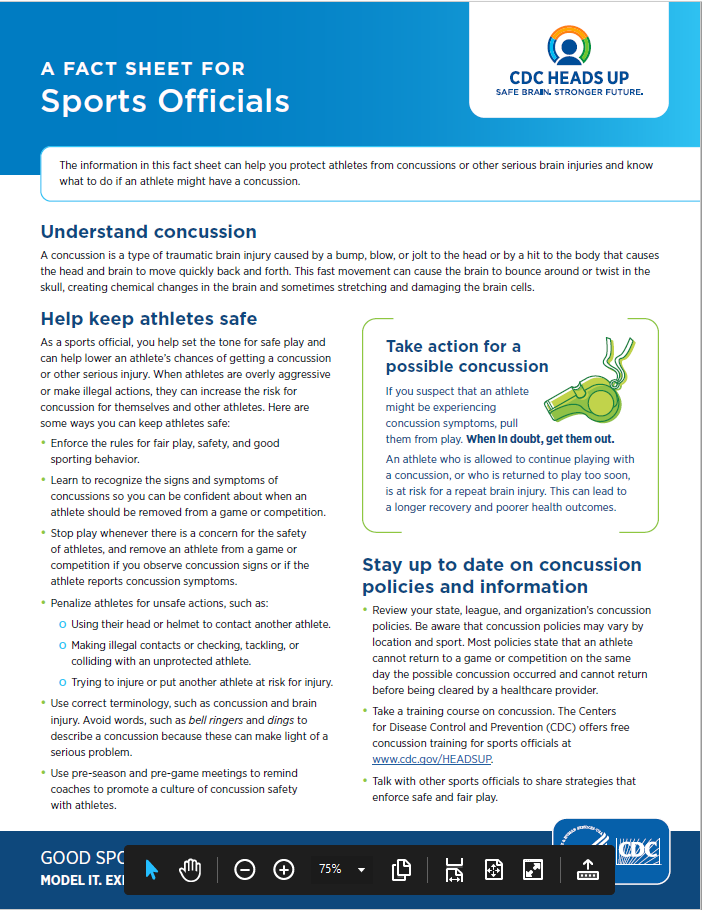 A FACT SHEET FOR
Sports Officials
CDC HEADS UP
SAFE BRAIN. STRONGER FUTURE.
The information in this fact sheet can help you protect athletes from concussions or other serious brain injuries and know
what to do if an athlete might have a concussion.
Understand concussion
A concussion is a type of traumatic brain injury caused by a bump, blow, or jolt to the head or by a hit to the body that causes
the head and brain to move quickly back and forth. This fast movement can cause the brain to bounce around or twist in the
skull, creating chemical changes in the brain and sometimes stretching and damaging the brain cells.
Help keep athletes safe
As a sports official, you help set the tone for safe play and
can help lower an athlete's chances of getting a concussion
or other serious injury. When athletes are overly aggressive
or make illegal actions, they can increase the risk for
concussion for themselves and other athletes. Here are
some ways you can keep athletes safe:
• Enforce the rules for fair play, safety, and good
sporting behavior.
• Learn to recognize the signs and symptoms of
concussions so you can be confident about when an
athlete should be removed from a game or competition.
• Stop play whenever there is a concern for the safety
of athletes, and remove an athlete from a game or
competition if you observe concussion signs or if the
athlete reports concussion symptoms.
• Penalize athletes for unsafe actions, such as:
o Using their head or helmet to contact another athlete.
o Making illegal contacts or checking, tackling, or
colliding with an unprotected athlete.
o Trying to injure or put another athlete at risk for injury.
• Use correct terminology, such as concussion and brain
injury. Avoid words, such as bell ringers and dings to
describe a concussion because these can make light of a
serious problem.
• Use pre-season and pre-game meetings to remind
coaches to promote a culture of concussion safety
with athletes.
Take action for a
possible concussion
If you suspect that an athlete
might be experiencing
concussion symptoms, pull
them from play. When in doubt, get them out.
An athlete who is allowed to continue playing with
a concussion, or who is returned to play too soon,
is at risk for a repeat brain injury. This can lead to
a longer recovery and poorer health outcomes.
Stay up to date on concussion
policies and information
• Review your state, league, and organization's concussion
policies. Be aware that concussion policies may vary by
location and sport. Most policies state that an athlete
cannot return to a game or competition on the same
day the possible concussion occurred and cannot return
before being cleared by a healthcare provider.
• Take a training course on concussion. The Centers
for Disease Control and Prevention (CDC) offers free
concussion training for sports officials at
www.cdc.gov/HEADSUP.
• Talk with other sports officials to share strategies that
enforce safe and fair play.
GOOD SPO
MODEL IT. EXP
75%
CDC